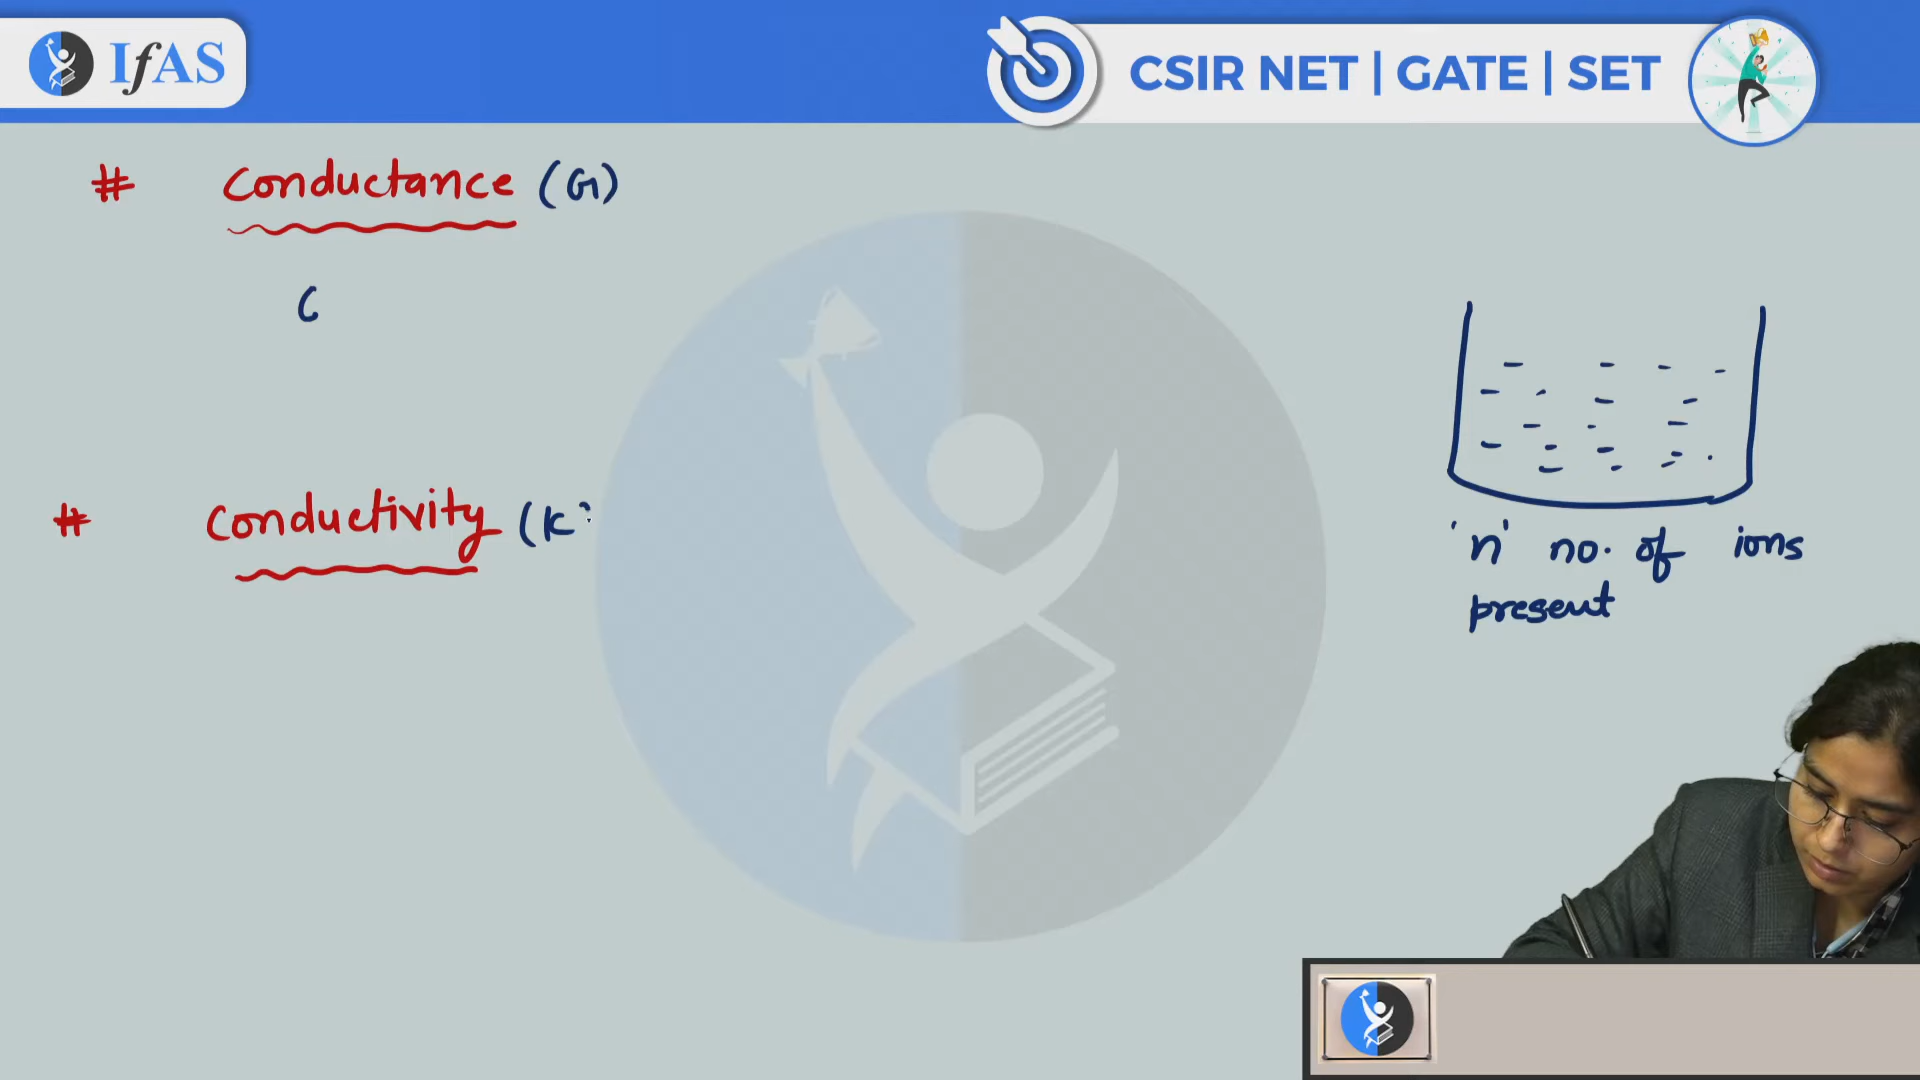 IfAS
CSIR NET | GATE | SET
# Conductance (G)
C
# Conductivity (K)
'n' no. of ions
present